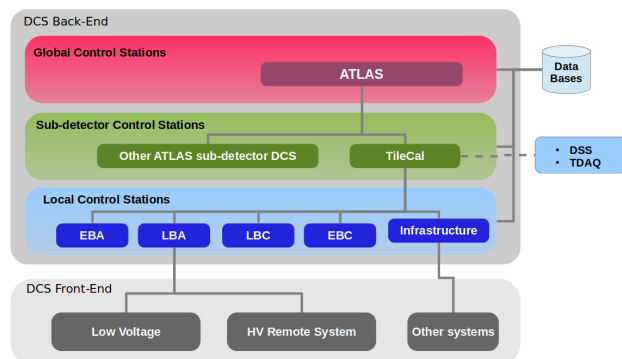 DCS Back-End
Global Control Stations
ATLAS
Data
Bases
Sub-detector Control Stations
Other ATLAS sub-detector DCS
TileCal
• DSS
• TDAQ
Local Control Stations
EBA
LBA
LBC
EBC
Infrastructure
DCS Front-End
Low Voltage
HV Remote System
Other systems